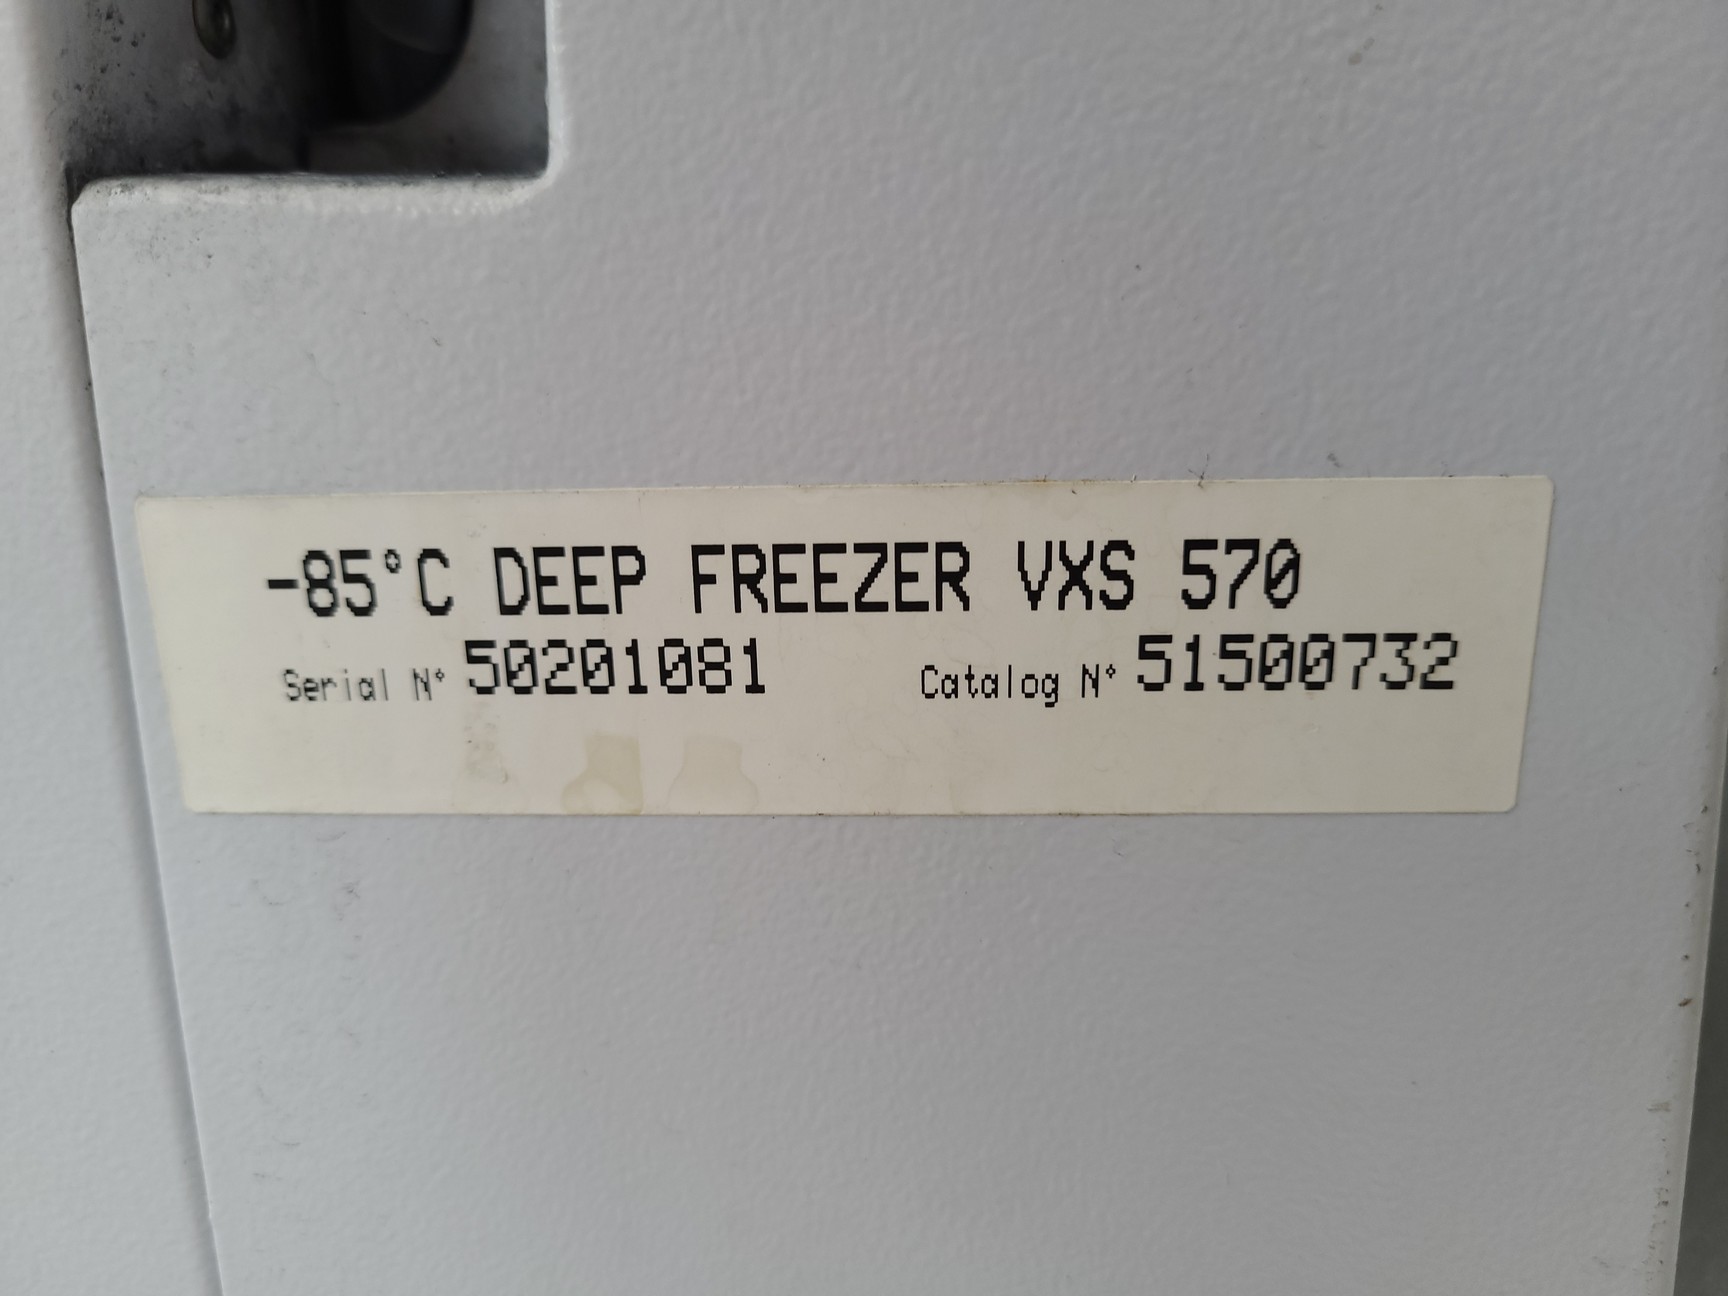 -85°C DEEP FREEZER VXS 570
Serial N° 50201081 Catalog N° 51500732